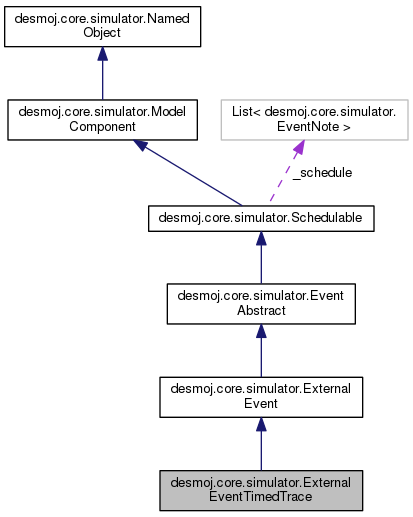 desmoj.core.simulator.Named
Object
desmoj.core.simulator.Model
Component
List< desmoj.core.simulator.
EventNote >
_schedule
desmoj.core.simulator.Schedulable
desmoj.core.simulator.Event
Abstract
desmoj.core.simulator.External
Event
desmoj.core.simulator.External
EventTimedTrace